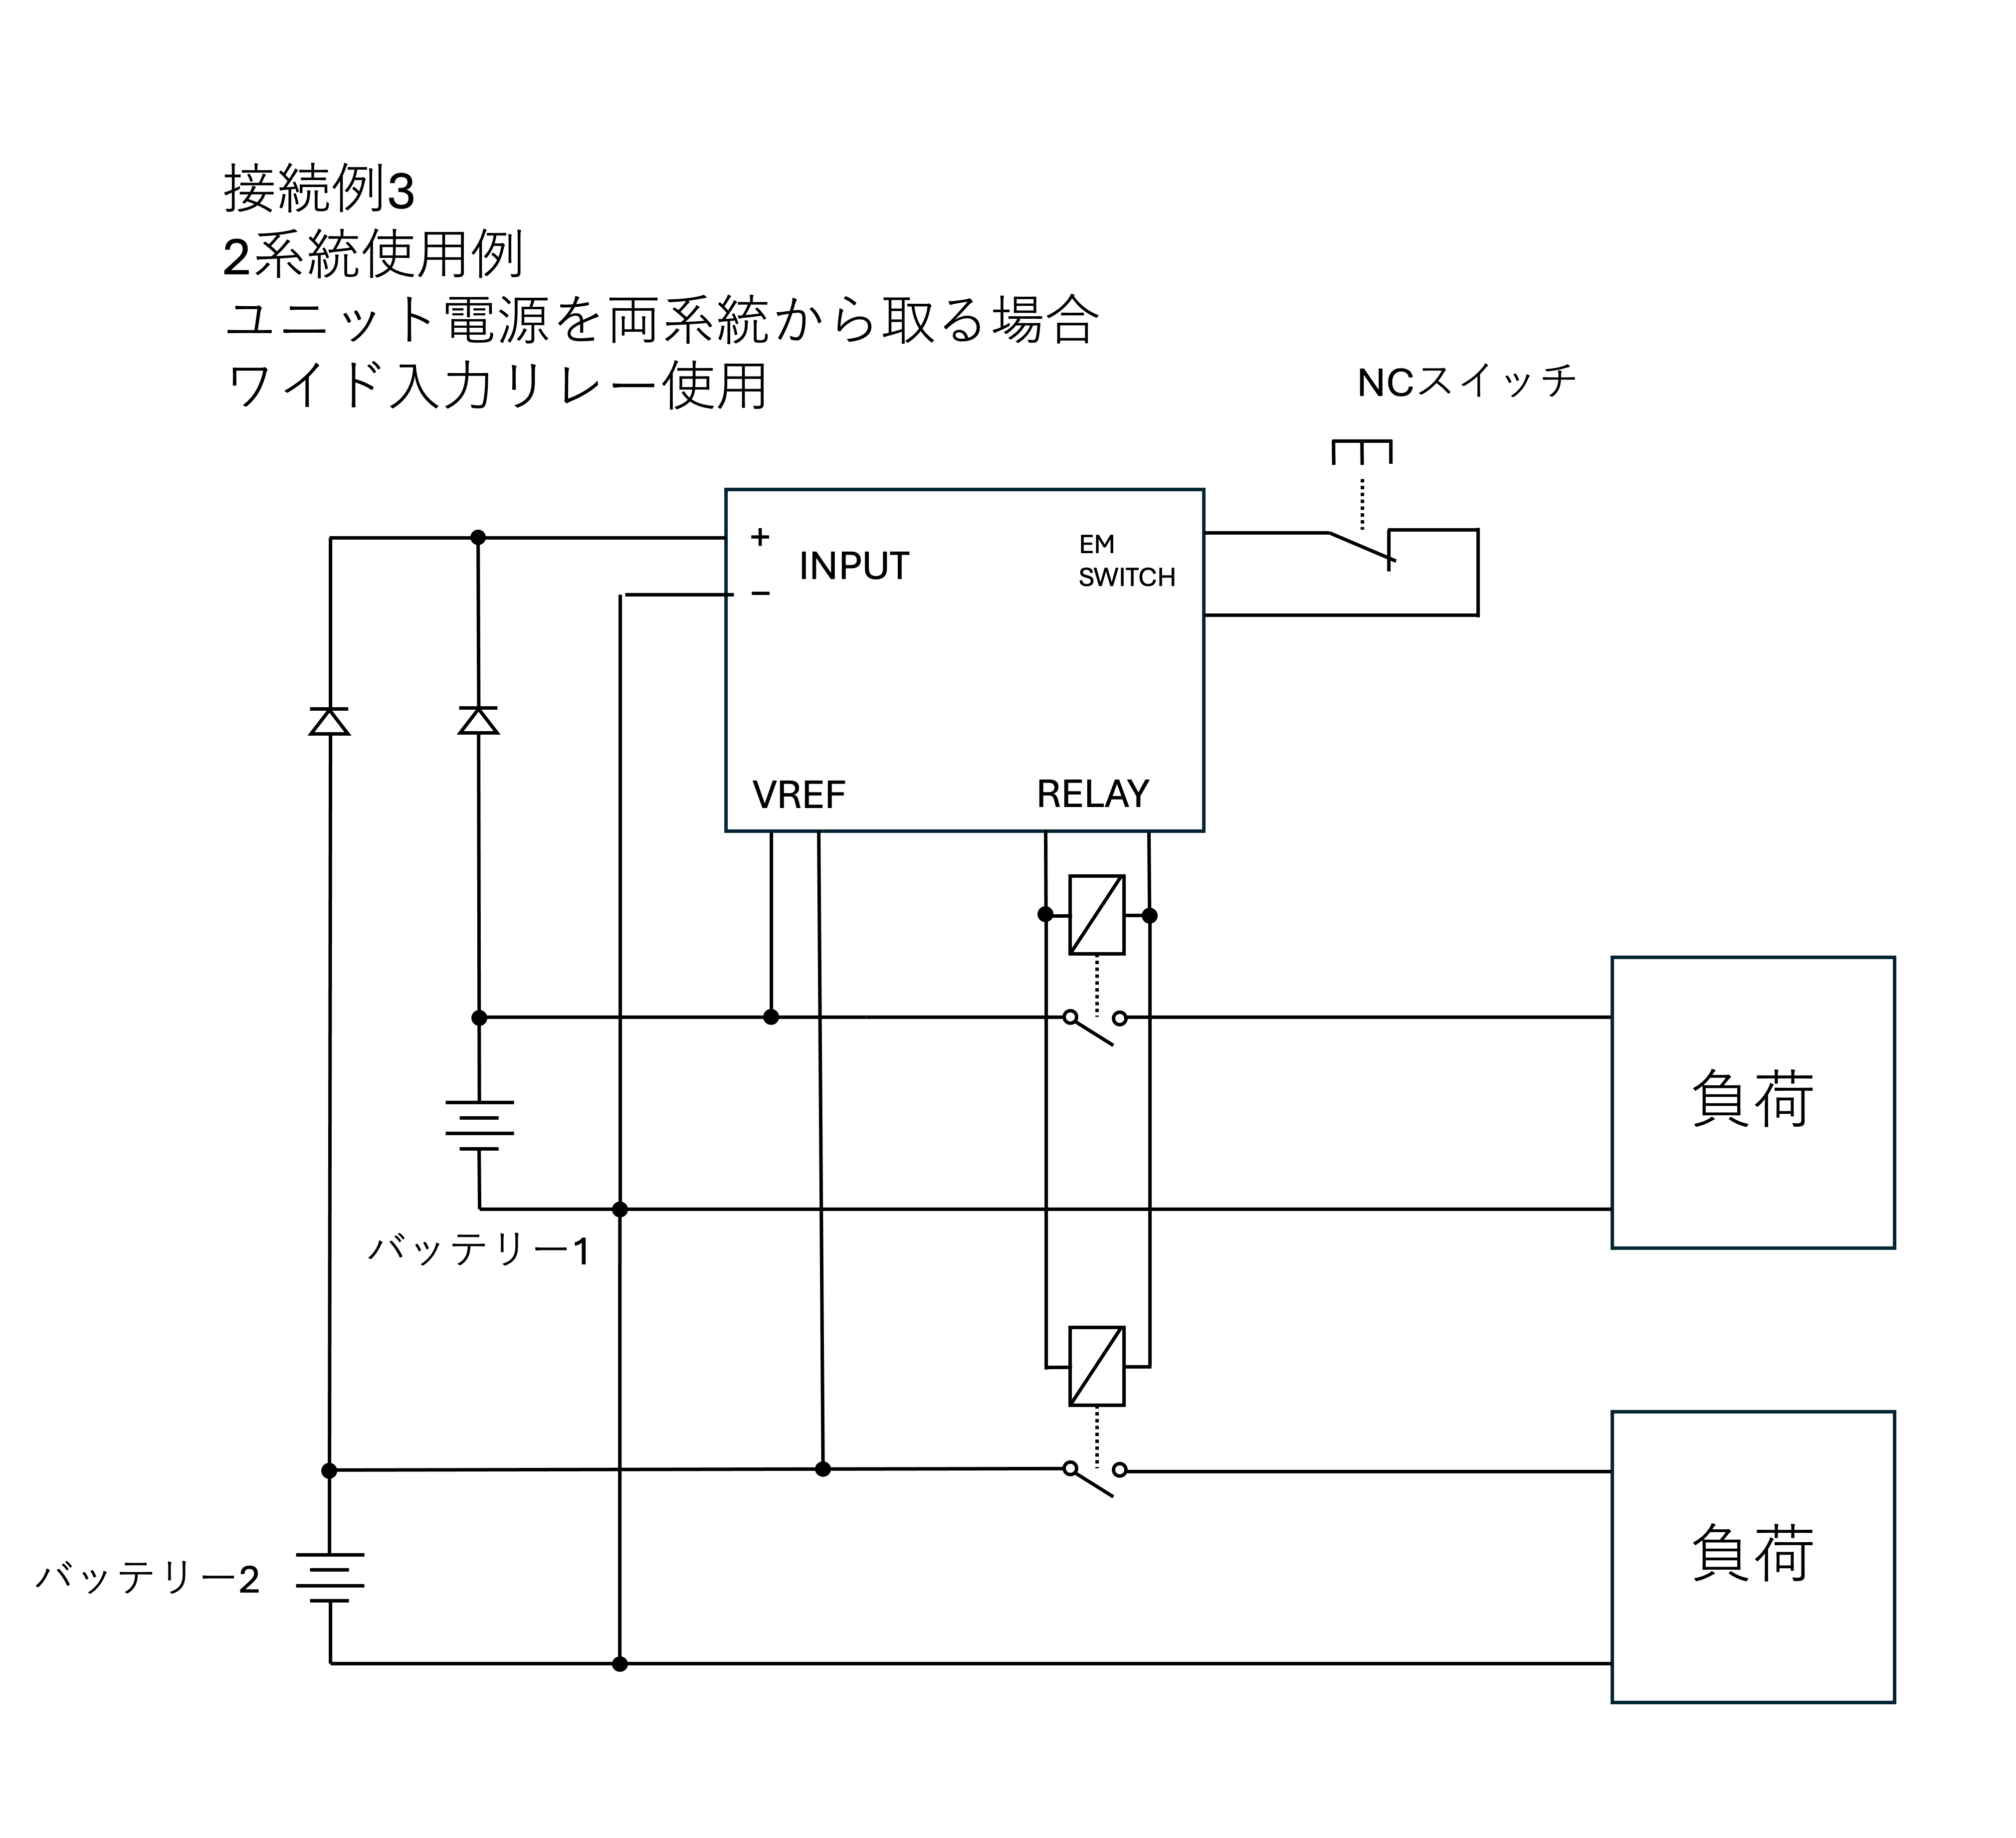 接続例3
2系統使用例
ユニット電源を両系統から取る場合
ワイド入力リレー使用
NCスイッチ
+
INPUT
−
EM
SWITCH
VREF
RELAY
負荷
バッテリー1
負荷
バッテリー2